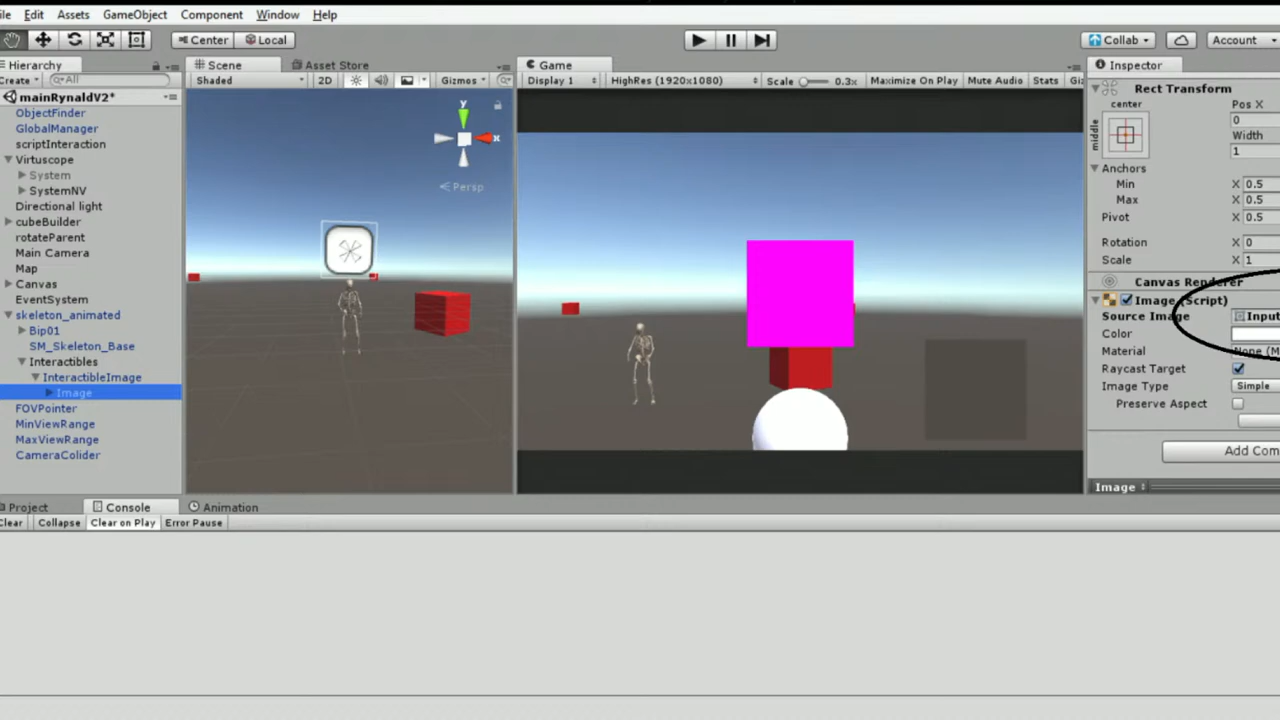 ile Edit Assets GameObject Component Window Help
Center Local Collab Account
Hierarchy Scene Asset Store Game Inspector
Create All Shaded 2D Gizmos Display 1 HighRes (1920x1080) Scale 0.3x Maximize On Play Mute Audio Stats Giz
mainRynaldV2*
ObjectFinder
GlobalManager
scriptInteraction
Virtuscope
System
SystemNV
Directional light
cubeBuilder
rotateParent
Main Camera
Map
Canvas
EventSystem
skeleton_animated
Bip01
SM_Skeleton_Base
Interactibles
InteractibleImage
Image
FOVPointer
MinViewRange
MaxViewRange
CameraColider
y
x
Persp
Rect Transform
center Pos X
middle
0
Width
1
Anchors
Min X 0.5
Max X 0.5
Pivot X 0.5
Rotation X 0
Scale X 1
Canvas Renderer
Image (Script)
Source Image Input
Color
Material None (M
Raycast Target
Image Type Simple
Preserve Aspect
Add Com
Image
Project Console Animation
Clear Collapse Clear on Play Error Pause